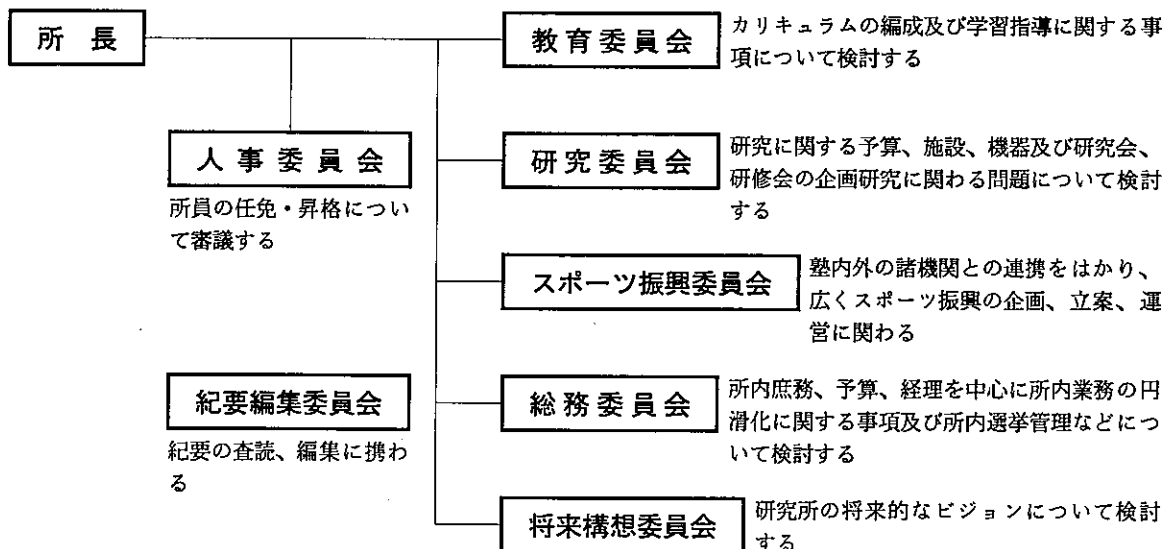 所長
教育委員会
カリキュラムの編成及び学習指導に関する事
項について検討する
人事委員会
所員の任免・昇格につい
て審議する
研究委員会
研究に関する予算、施設、機器及び研究会、
研修会の企画研究に関わる問題について検討
する
スポーツ振興委員会
塾内外の諸機関との連携をはかり、
広くスポーツ振興の企画、立案、運
営に関わる
紀要編集委員会
紀要の査読、編集に携わ
る
総務委員会
所内庶務、予算、経理を中心に所内業務の円
滑化に関する事項及び所内選挙管理などにつ
いて検討する
将来構想委員会
研究所の将来的なビジョンについて検討
する